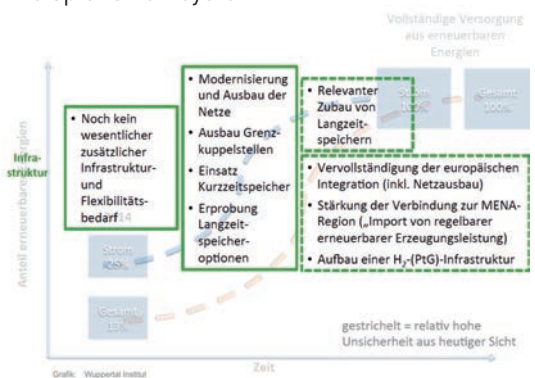 Vollständige Versorgung
aus erneuerbaren
Energien
Strom
100%
Gesamt
100%
Anteil erneuerbare Energien
Infra-
struktur
• Noch kein
wesentlicher
zusätzlicher
Infrastruktur-
und
Flexibilitäts-
bedarf
Strom
Gesamt
• Modernisierung
und Ausbau der
Netze
• Ausbau Grenz-
kuppelstellen
• Einsatz
Kurzzeitspeicher
• Erprobung
Langzeit-
speicher-
optionen
• Relevanter
Zubau von
Langzeit-
speichern
• Vervollständigung der europäischen
Integration (inkl. Netzausbau)
• Stärkung der Verbindung zur MENA-
Region („Import von regelbarer
erneuerbarer Erzeugungsleistung)
• Aufbau einer H₂-(PtG)-Infrastruktur
gestrichelt = relativ hohe
Unsicherheit aus heutiger Sicht
Zeit
Grafik: Wuppertal Institut